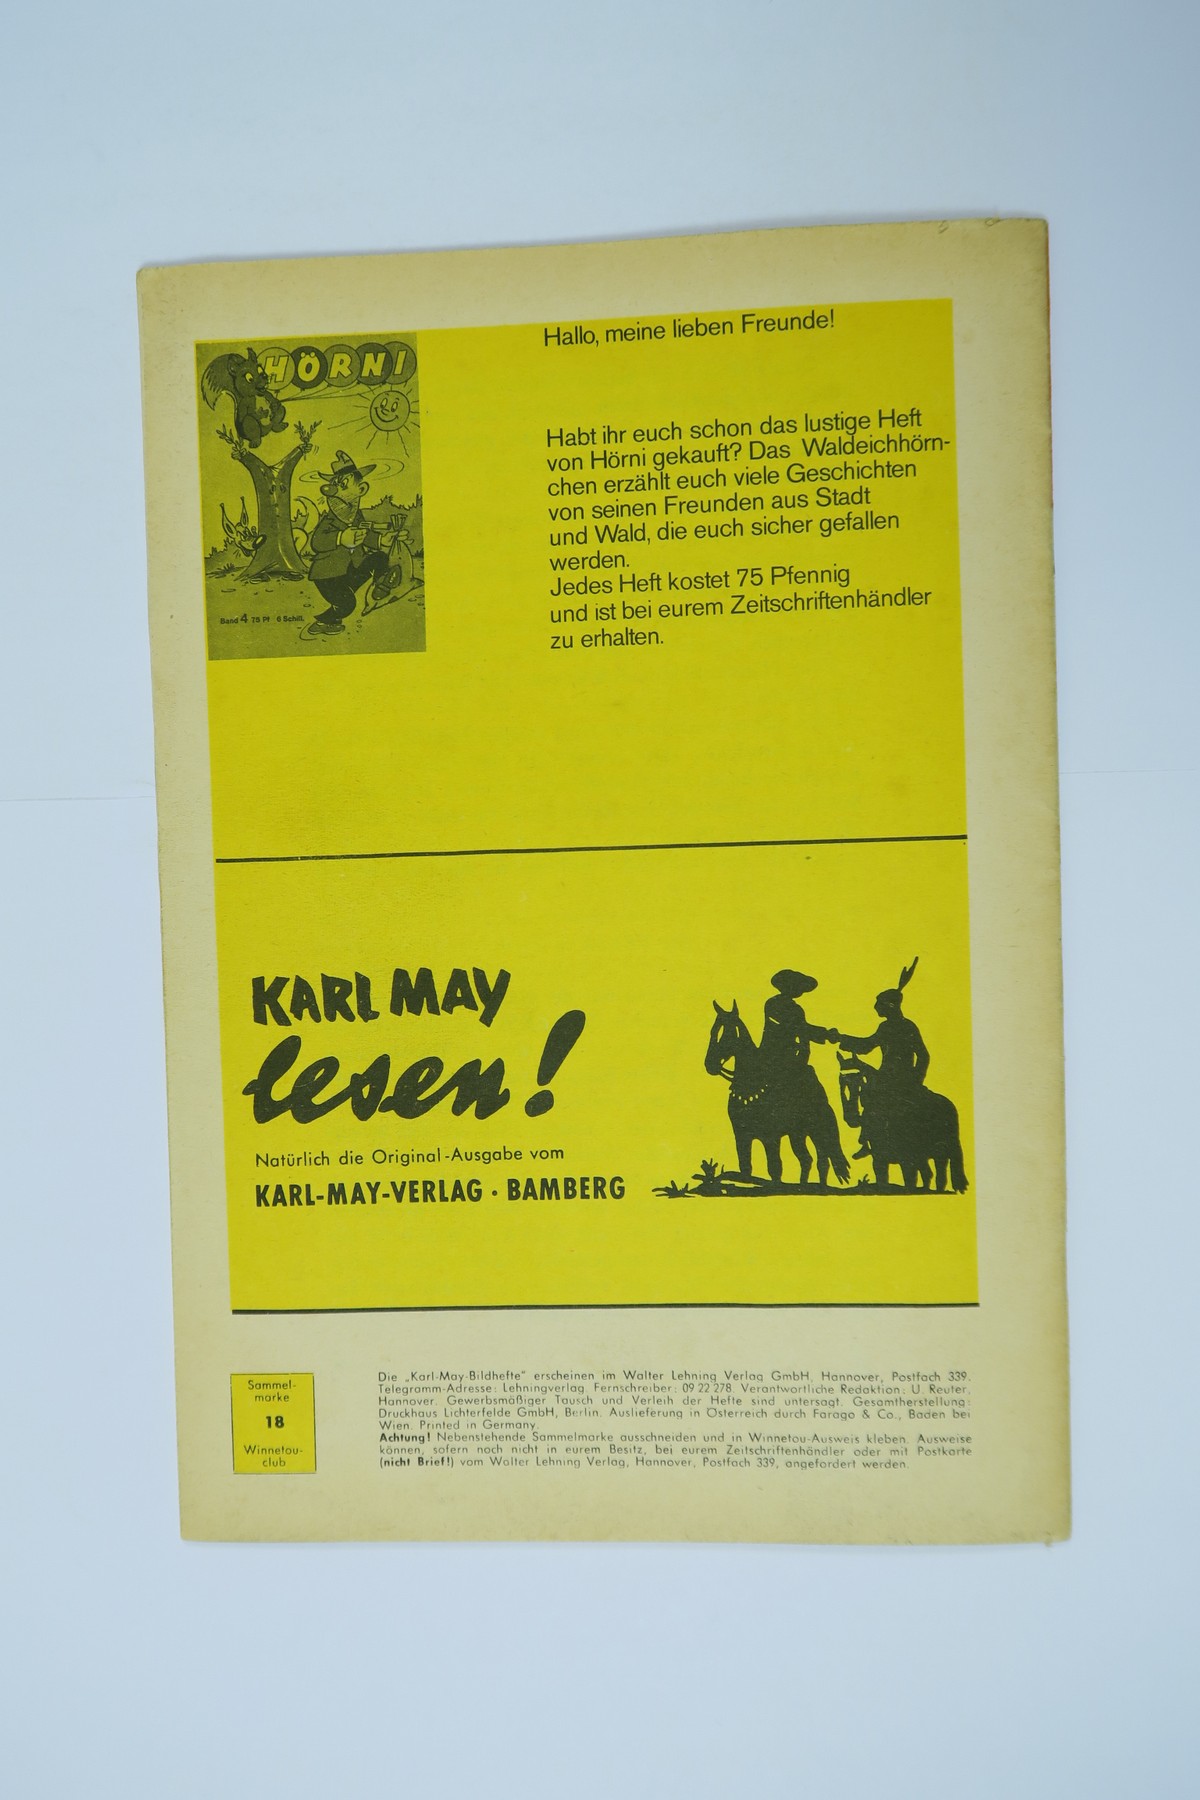 HÖRNI
Band 4 75 Pf 6 Schill.
Hallo, meine lieben Freunde!
Habt ihr euch schon das lustige Heft
von Hörni gekauft? Das Waldeichhörn-
chen erzählt euch viele Geschichten
von seinen Freunden aus Stadt
und Wald, die euch sicher gefallen
werden.
Jedes Heft kostet 75 Pfennig
und ist bei eurem Zeitschriftenhändler
zu erhalten.
KARL MAY
lesen!
Natürlich die Original-Ausgabe vom
KARL-MAY-VERLAG · BAMBERG
Sammel-
marke
18
Winnetou-
club
Die „Karl-May-Bildhefte" erscheinen im Walter Lehning Verlag GmbH, Hannover, Postfach 339.
Telegramm-Adresse: Lehningverlag. Fernschreiber: 09 22 278. Verantwortliche Redaktion: U. Reuter,
Hannover. Gewerbsmäßiger Tausch und Verleih der Hefte sind untersagt. Gesamtherstellung:
Druckhaus Lichterfelde GmbH, Berlin. Auslieferung in Österreich durch Farago & Co., Baden bei
Wien. Printed in Germany.
Achtung! Nebenstehende Sammelmarke ausschneiden und in Winnetou-Ausweis kleben. Ausweise
können, sofern noch nicht in eurem Besitz, bei eurem Zeitschriftenhändler oder mit Postkarte
(nicht Brief!) vom Walter Lehning Verlag, Hannover, Postfach 339, angefordert werden.